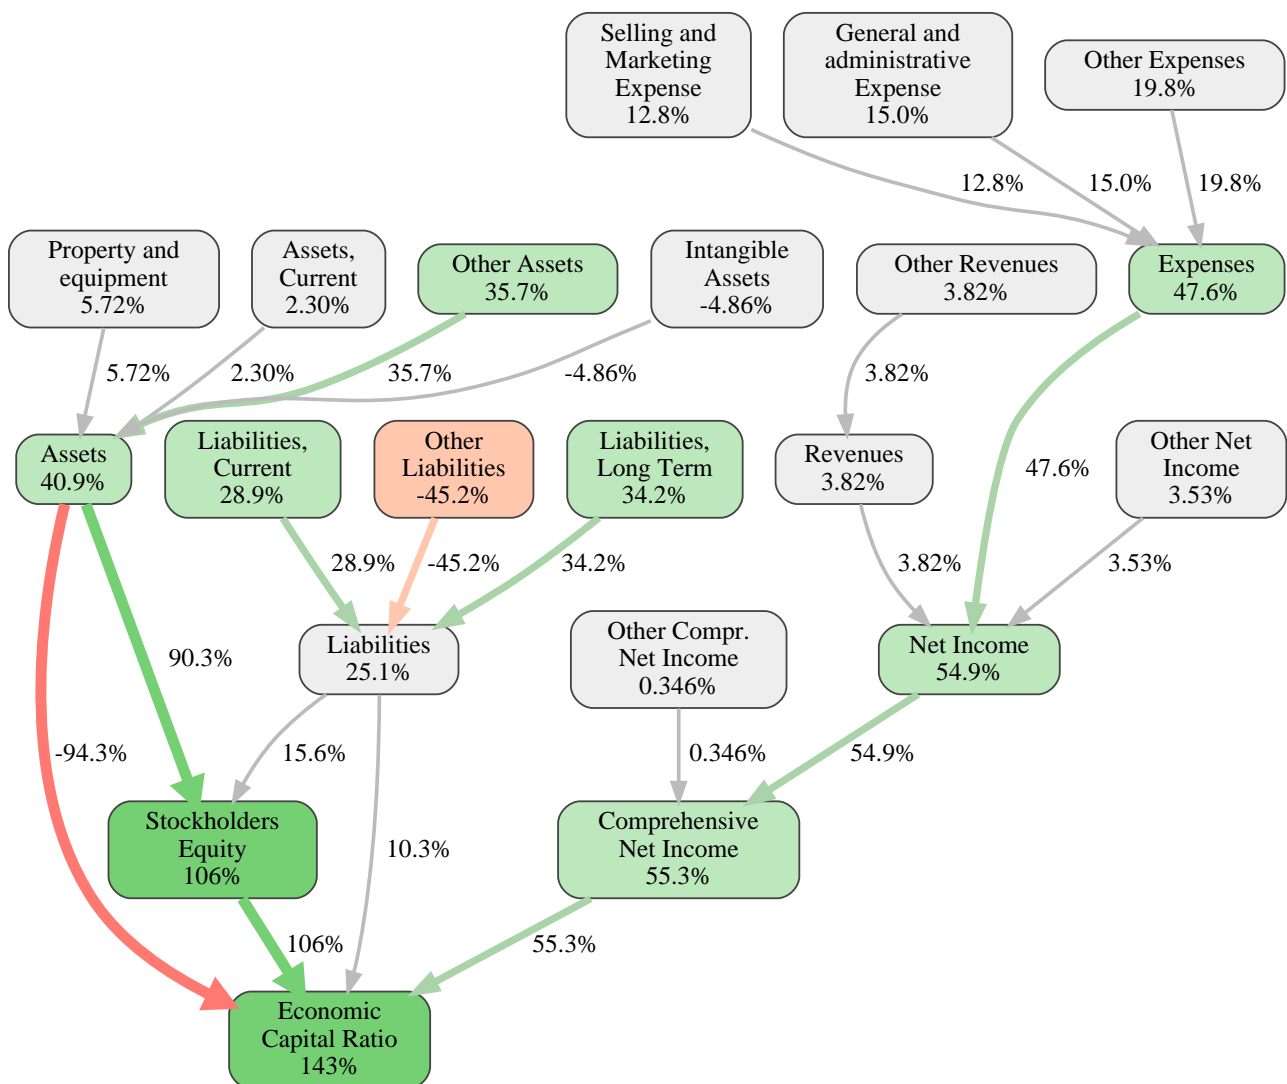 Selling and
Marketing
Expense
12.8%
General and
administrative
Expense
15.0%
Other Expenses
19.8%
12.8%
15.0%
19.8%
Property and
equipment
5.72%
Assets,
Current
2.30%
Other Assets
35.7%
Intangible
Assets
-4.86%
Other Revenues
3.82%
Expenses
47.6%
5.72%
2.30%
35.7%
-4.86%
3.82%
47.6%
Assets
40.9%
Liabilities,
Current
28.9%
Other
Liabilities
-45.2%
Liabilities,
Long Term
34.2%
Revenues
3.82%
Other Net
Income
3.53%
28.9%
-45.2%
34.2%
3.82%
3.53%
90.3%
Liabilities
25.1%
Other Compr.
Net Income
0.346%
Net Income
54.9%
-94.3%
15.6%
0.346%
54.9%
Stockholders
Equity
106%
10.3%
Comprehensive
Net Income
55.3%
106%
55.3%
Economic
Capital Ratio
143%